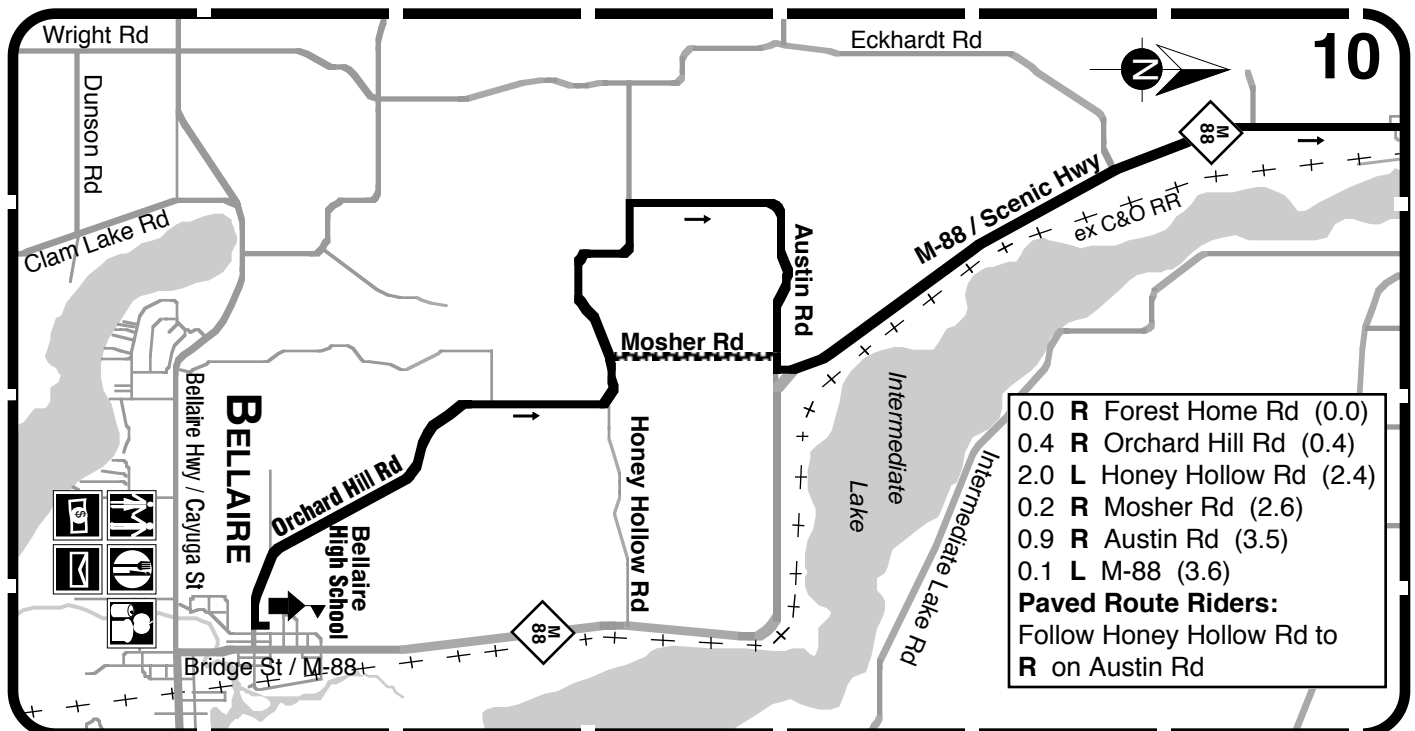 Wright Rd
Eckhardt Rd
10
N
Dunson Rd
M
88
Clam Lake Rd
M-88 / Scenic Hwy
ex C&O RR
Austin Rd
Mosher Rd
Bellaire Hwy / Cayuga St
BELLAIRE
Orchard Hill Rd
Bellaire
High School
Honey Hollow Rd
Intermediate
Lake
Intermediate Lake Rd
$
M
88
Bridge St / M-88
0.0 R Forest Home Rd (0.0)
0.4 R Orchard Hill Rd (0.4)
2.0 L Honey Hollow Rd (2.4)
0.2 R Mosher Rd (2.6)
0.9 R Austin Rd (3.5)
0.1 L M-88 (3.6)
Paved Route Riders:
Follow Honey Hollow Rd to
R on Austin Rd